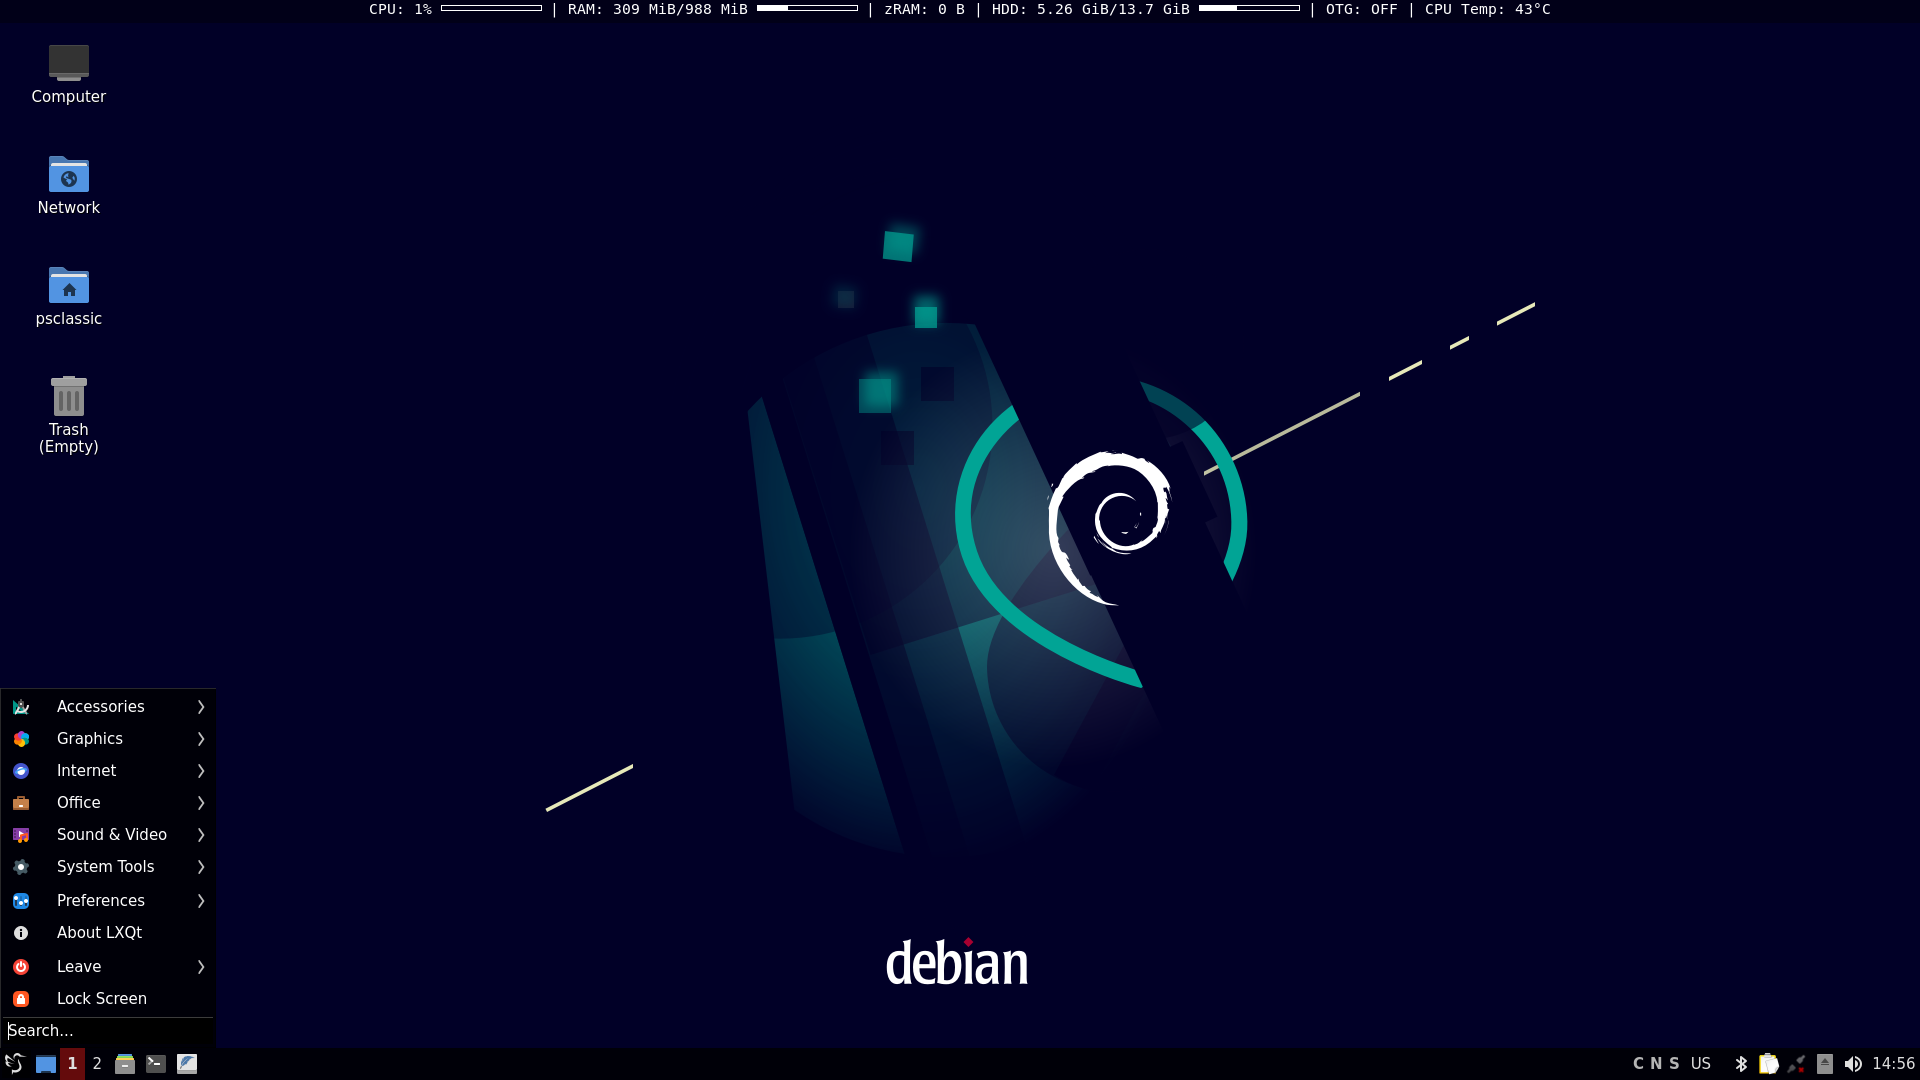 CPU: 1% | RAM: 309 MiB/988 MiB | zRAM: 0 B | HDD: 5.26 GiB/13.7 GiB | OTG: OFF | CPU Temp: 43°C
Computer
Network
psclassic
Trash
(Empty)
Accessories
Graphics
Internet
Office
Sound & Video
System Tools
Preferences
About LXQt
Leave
Lock Screen
Search...
debian
1 2 C N S US 14:56